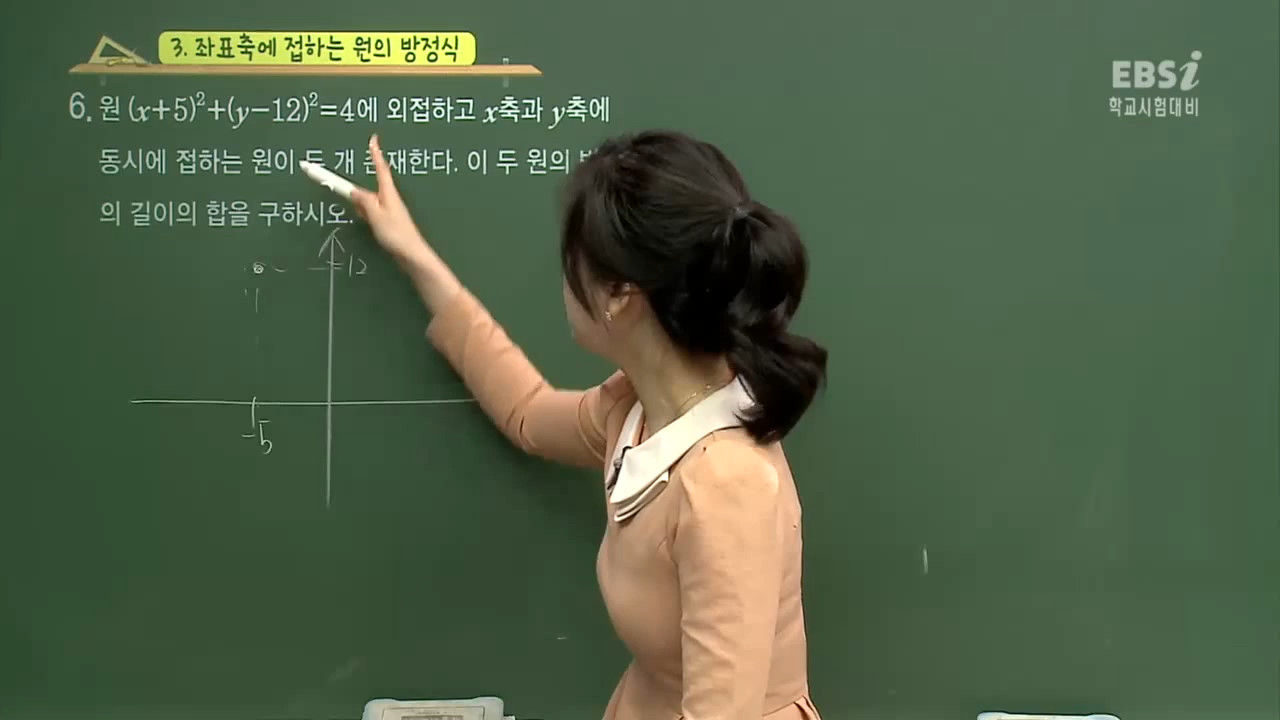 3. 좌표축에 접하는 원의 방정식
EBSi
학교시험대비
6. 원 (x+5)²+(y−12)²=4에 외접하고 x축과 y축에
동시에 접하는 원이 두 개 존재한다. 이 두 원의
의 길이의 합을 구하시오.
12
-5